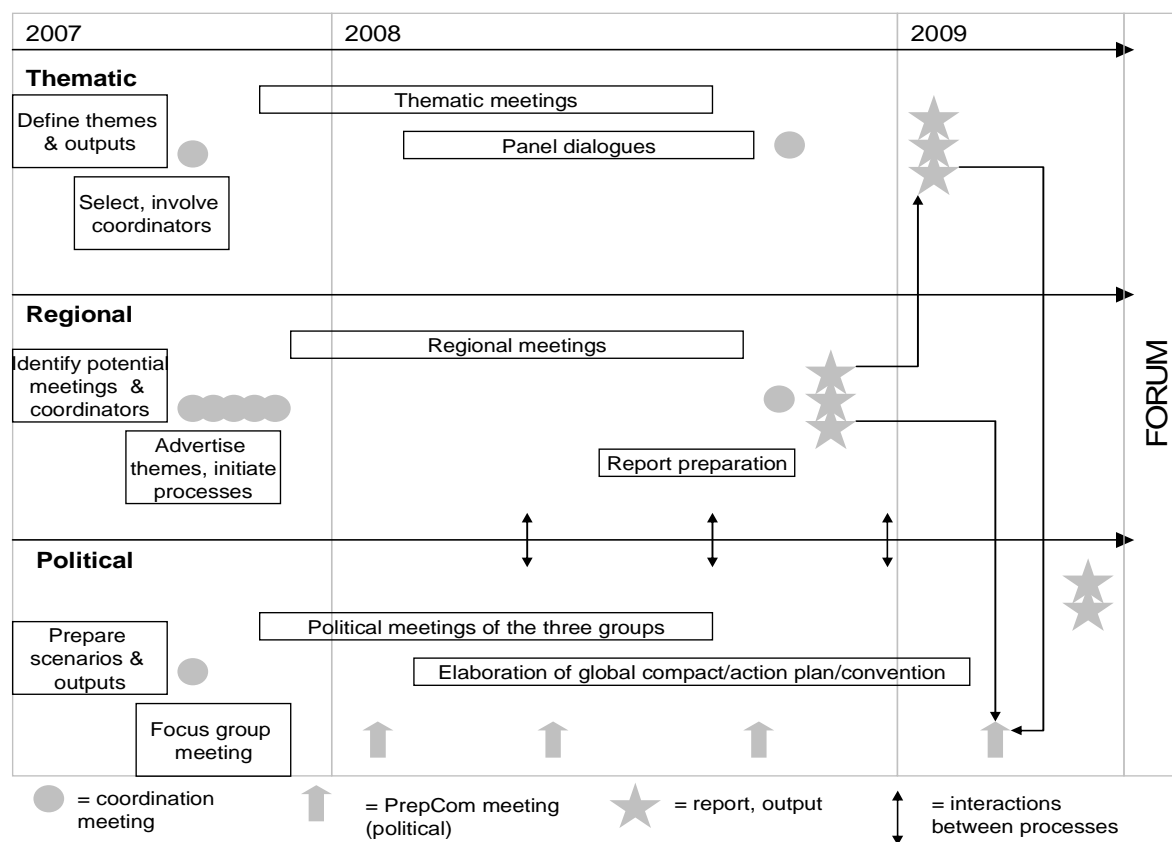 2007
2008
2009
Thematic
Thematic meetings
Define themes
& outputs
Panel dialogues
Select, involve
coordinators
Regional
Regional meetings
Identify potential
meetings & 
coordinators
Advertise
themes, initiate
processes
Report preparation
FORUM
Political
Political meetings of the three groups
Prepare
scenarios &
outputs
Elaboration of global compact/action plan/convention
Focus group
meeting
= coordination
meeting
= PrepCom meeting
(political)
= report, output
= interactions
between processes